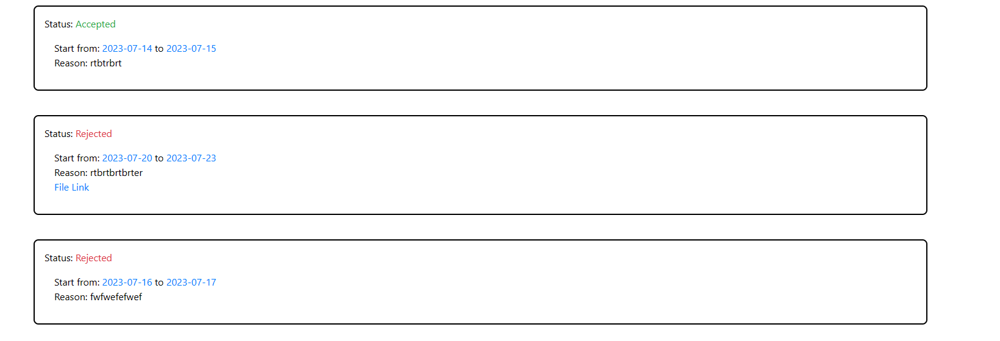 Status: Accepted
Start from: 2023-07-14 to 2023-07-15
Reason: rtbtrbrt
Status: Rejected
Start from: 2023-07-20 to 2023-07-23
Reason: rtbrtbrtbrter
File Link
Status: Rejected
Start from: 2023-07-16 to 2023-07-17
Reason: fwfwefefwef